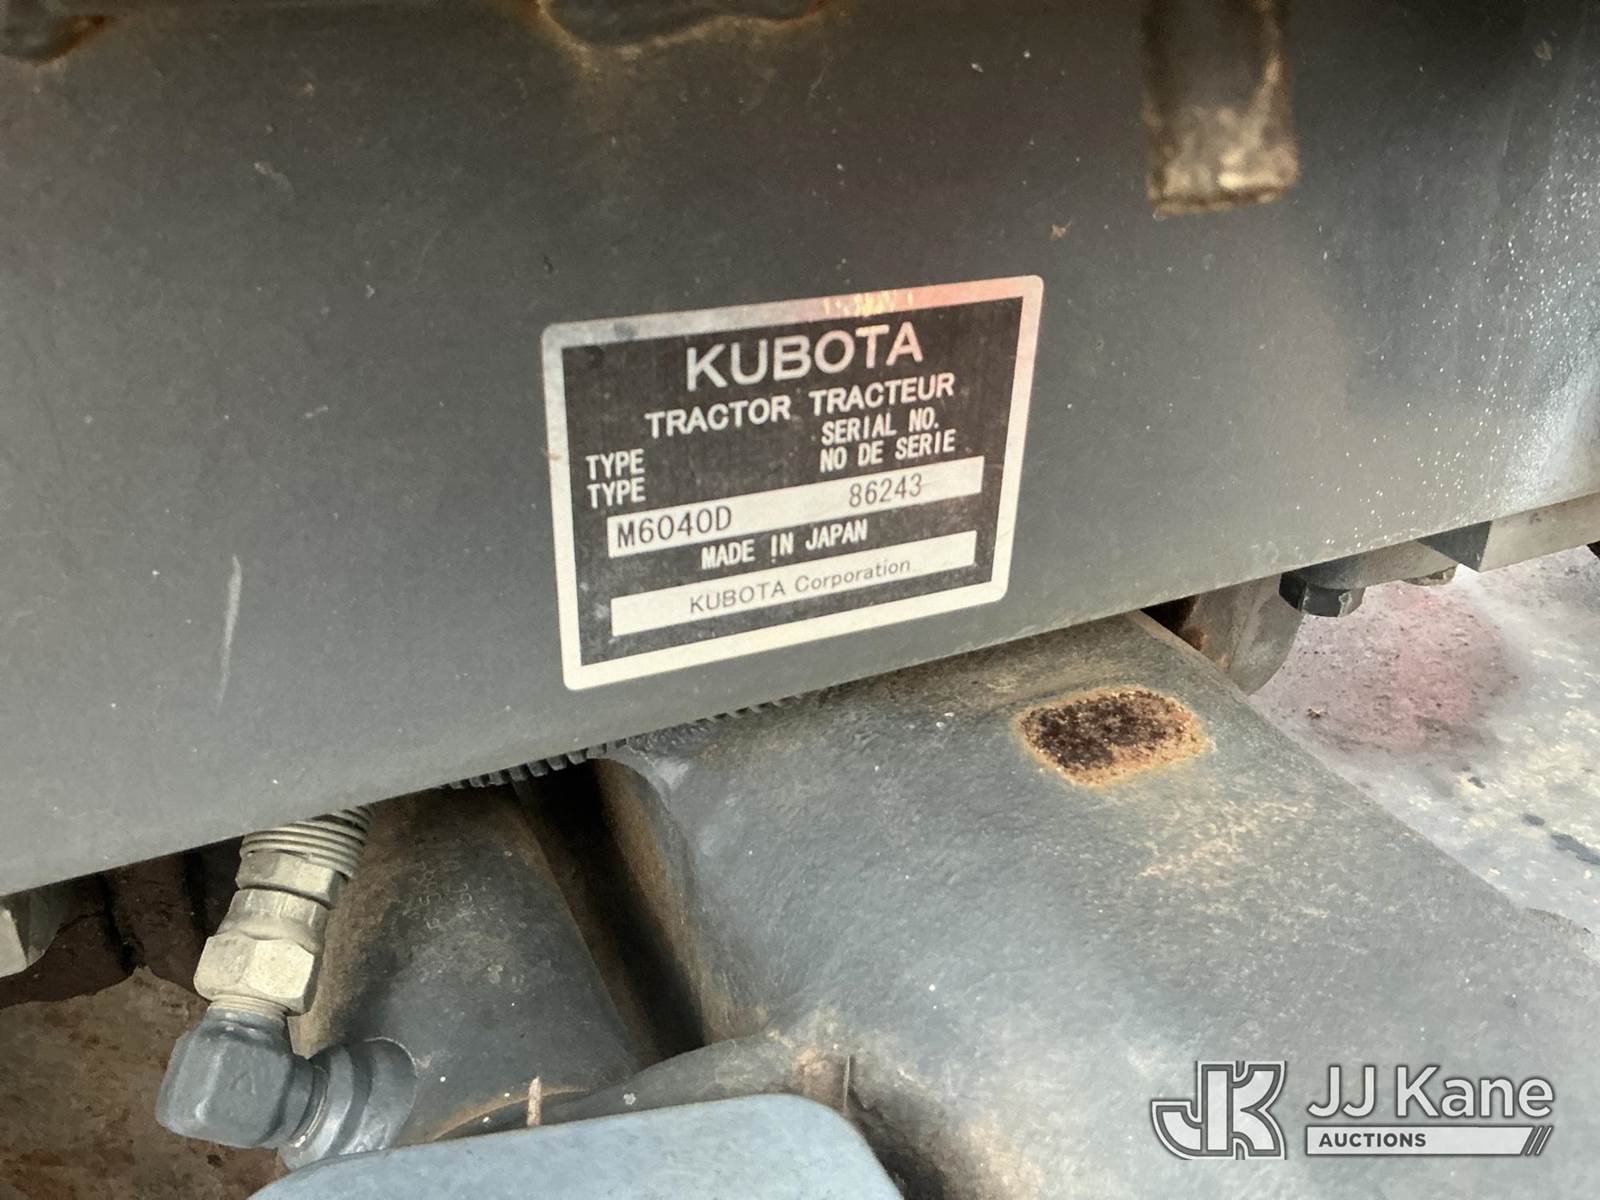 KUBOTA
TRACTOR TRACTEUR
TYPE SERIAL NO.
TYPE NO DE SERIE
M6040D 86243
MADE IN JAPAN
KUBOTA Corporation
JK JJ Kane
AUCTIONS